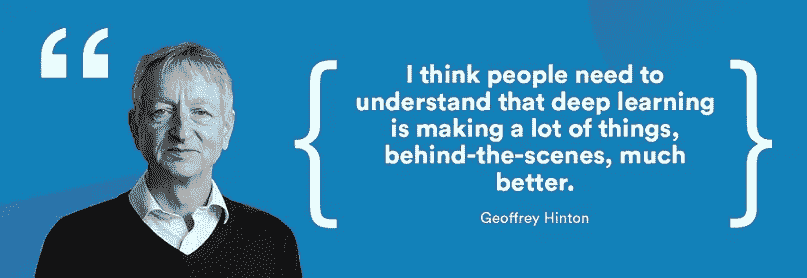 I think people need to
understand that deep learning
is making a lot of things,
behind-the-scenes, much
better.
Geoffrey Hinton